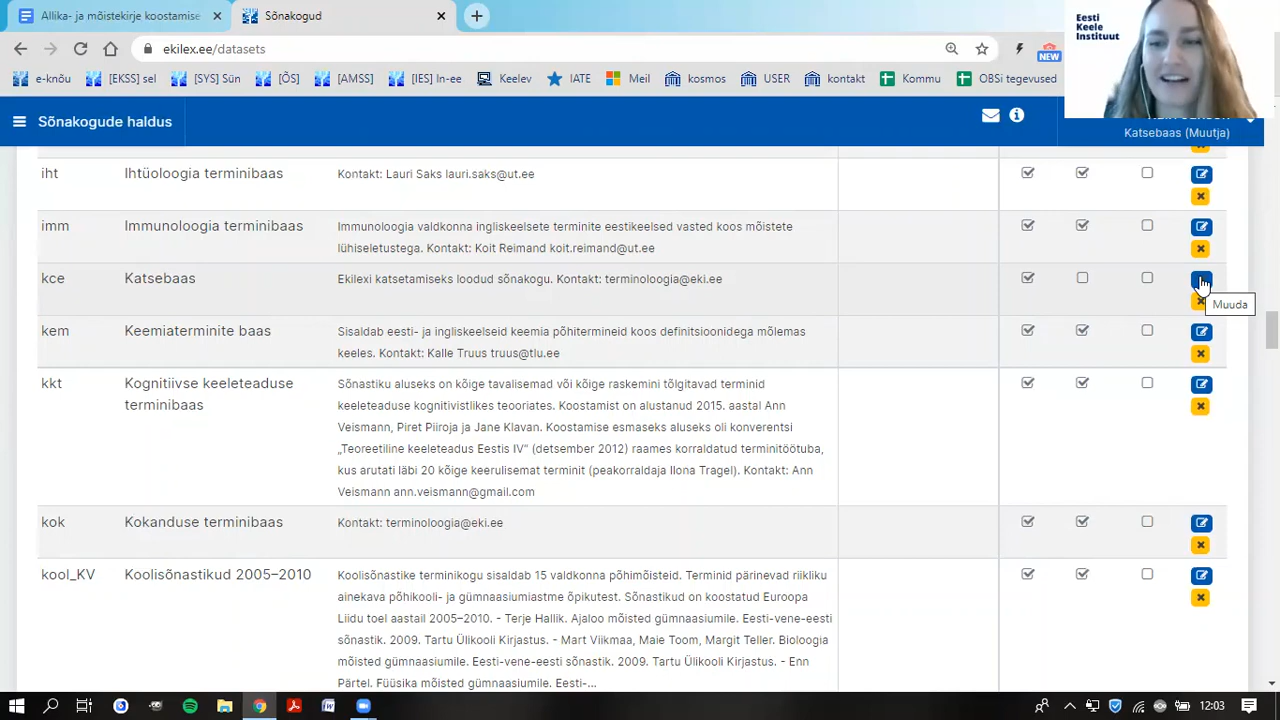 Allika- ja mõistekirje koostamise
Sõnakogud
ekilex.ee/datasets
NEW
e-knõu
[EKSS] sel
[SYS] Sün
[ÕS]
[AMSS]
[IES] In-ee
Keelev
IATE
Meil
kosmos
USER
kontakt
Kommu
OBSi tegevused
Eesti
Keele
Instituut
Sõnakogude haldus
Katsebaas (Muutja)
iht
Ihtüoloogia terminibaas
Kontakt: Lauri Saks lauri.saks@ut.ee
imm
Immunoloogia terminibaas
Immunoloogia valdkonna ingliskeelsete terminite eestikeelsed vasted koos mõistete
lühiseletustega. Kontakt: Koit Reimand koit.reimand@ut.ee
kce
Katsebaas
Ekilexi katsetamiseks loodud sõnakogu. Kontakt: terminoloogia@eki.ee
Muuda
kem
Keemiaterminite baas
Sisaldab eesti- ja ingliskeelseid keemia põhitermineid koos definitsioonidega mõlemas
keeles. Kontakt: Kalle Truus truus@tlu.ee
kkt
Kognitiivse keeleteaduse
terminibaas
Sõnastiku aluseks on kõige tavalisemad või kõige raskemini tõlgitavad terminid
keeleteaduse kognitivistlikes teooriates. Koostamist on alustanud 2015. aastal Ann
Veismann, Piret Piiroja ja Jane Klavan. Koostamise esmaseks aluseks oli konverentsi
„Teoreetiline keeleteadus Eestis IV“ (detsember 2012) raames korraldatud terminitöötuba,
kus arutati läbi 20 kõige keerulisemat terminit (peakorraldaja Ilona Tragel). Kontakt: Ann
Veismann ann.veismann@gmail.com
kok
Kokanduse terminibaas
Kontakt: terminoloogia@eki.ee
kool_KV
Koolisõnastikud 2005–2010
Koolisõnastike terminikogu sisaldab 15 valdkonna põhimõisteid. Terminid pärinevad riikliku
ainekava põhikooli- ja gümnaasiumiastme õpikutest. Sõnastikud on koostatud Euroopa
Liidu toel aastail 2005–2010. - Terje Hallik. Ajaloo mõisted gümnaasiumile. Eesti-vene-eesti
sõnastik. 2009. Tartu Ülikooli Kirjastus. - Mart Viikmaa, Maie Toom, Margit Teller. Bioloogia
mõisted gümnaasiumile. Eesti-vene-eesti sõnastik. 2009. Tartu Ülikooli Kirjastus. - Enn
Pärtel. Füüsika mõisted gümnaasiumile. Eesti-...
12:03